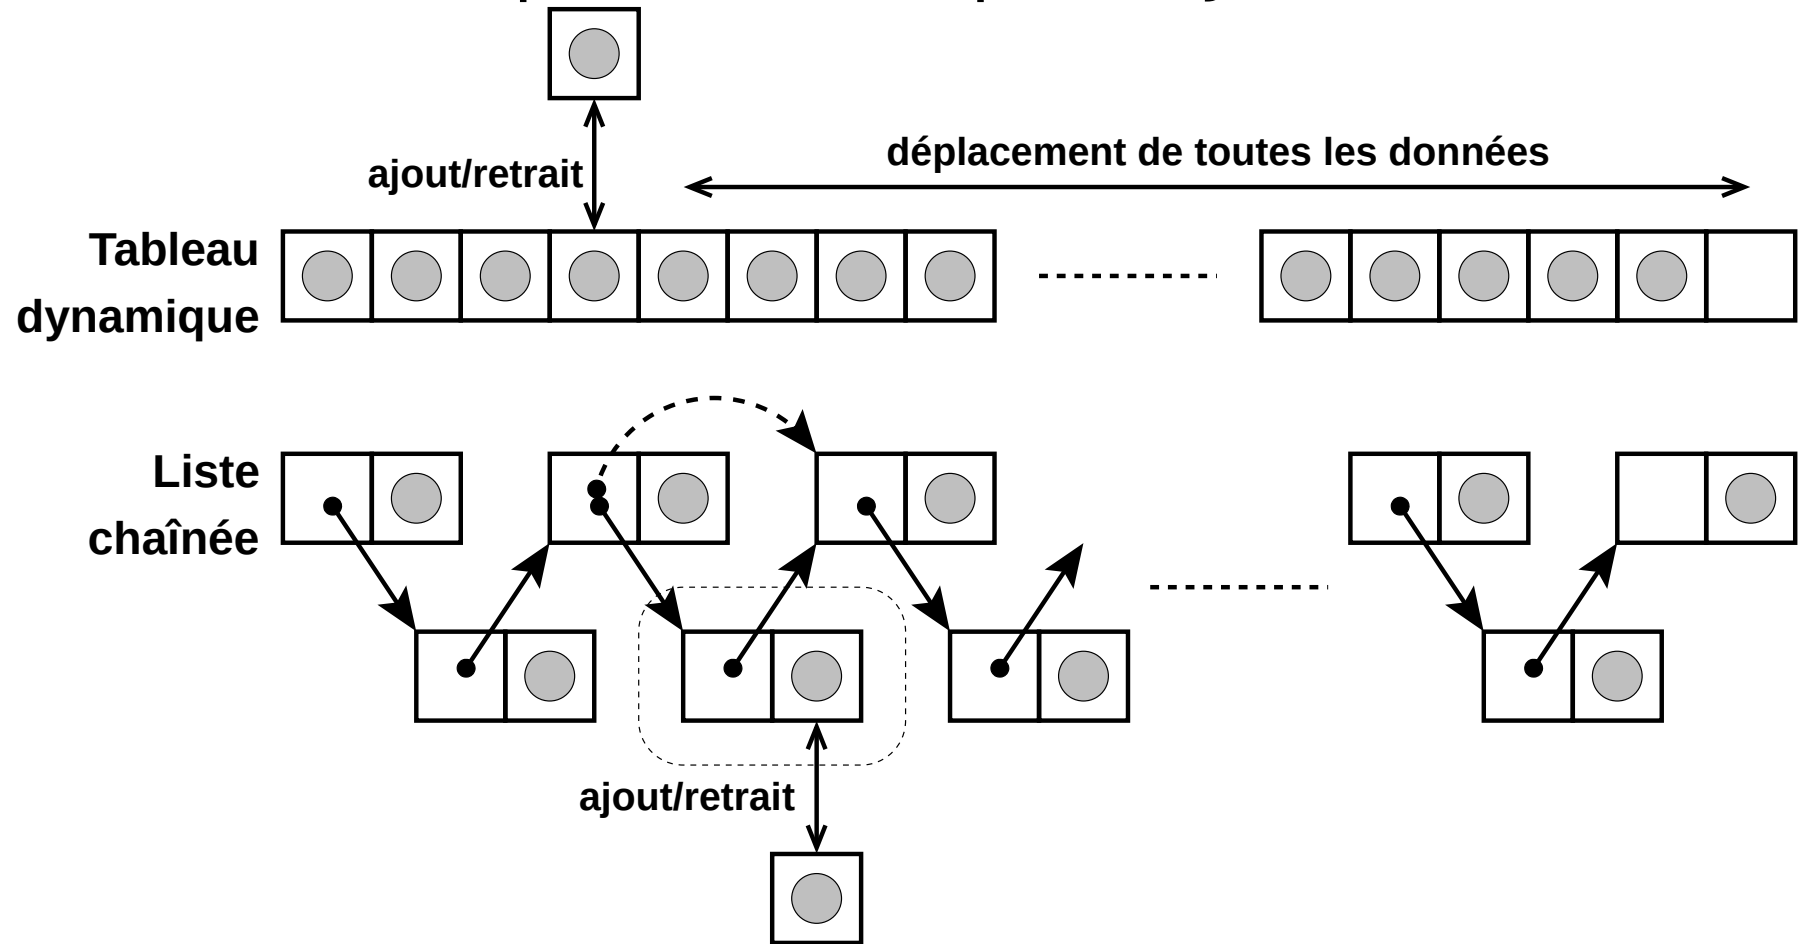 ajout/retrait
déplacement de toutes les données
Tableau
dynamique
Liste
chaînée
ajout/retrait